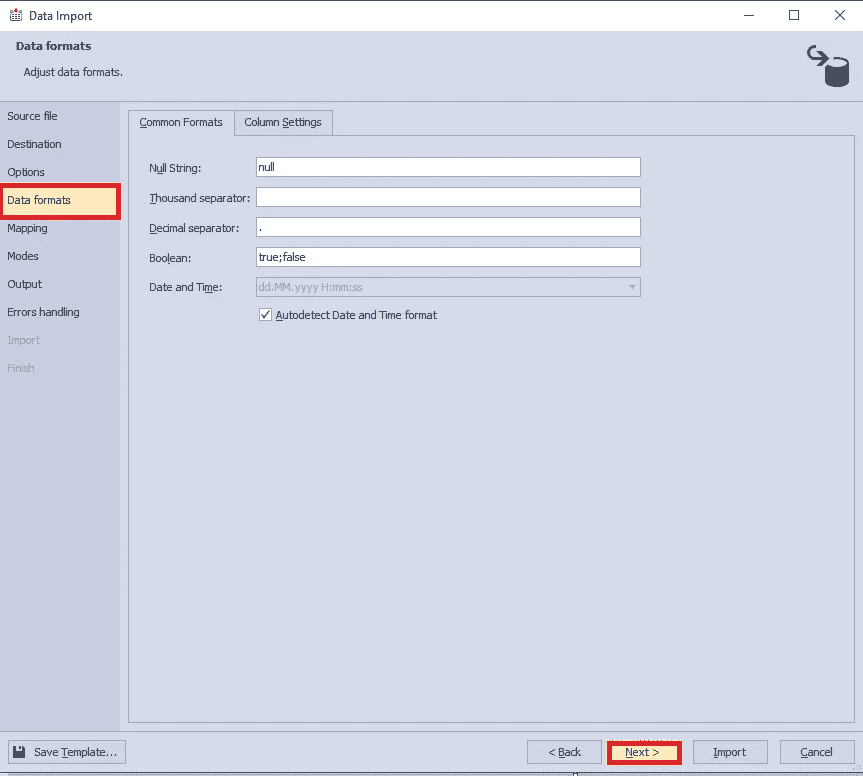 Data Import
Data formats
Adjust data formats.
Source file
Destination
Options
Data formats
Mapping
Modes
Output
Errors handling
Import
Finish
Common Formats
Column Settings
Null String:
null
Thousand separator:
Decimal separator:
.
Boolean:
true;false
Date and Time:
dd.MM.yyyy H:mm:ss
Autodetect Date and Time format
Save Template...
< Back
Next >
Import
Cancel